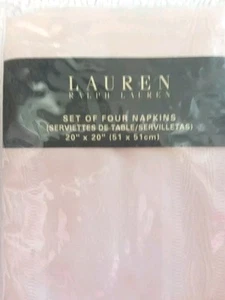 LAUREN
RALPH LAUREN
SET OF FOUR NAPKINS
(SERVIETTES DE TABLE/SERVILLETAS)
20" x 20" (51 x 51cm)